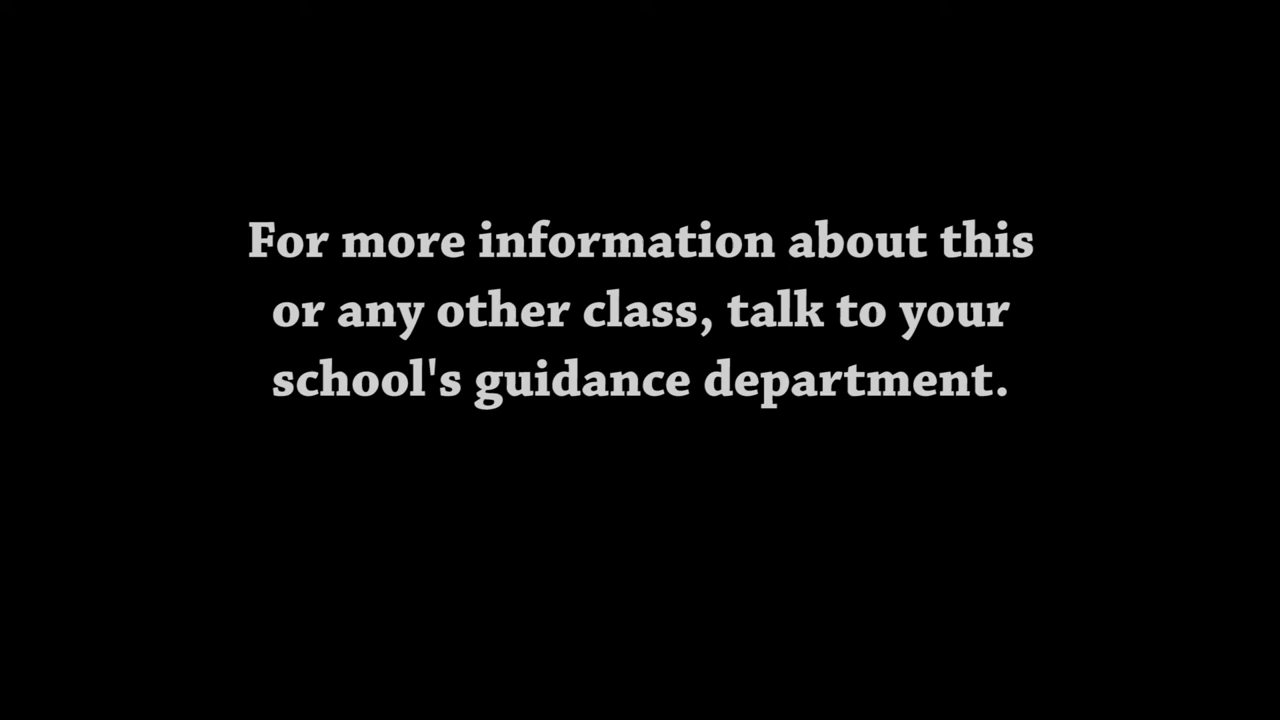 For more information about this
or any other class, talk to your
school's guidance department.